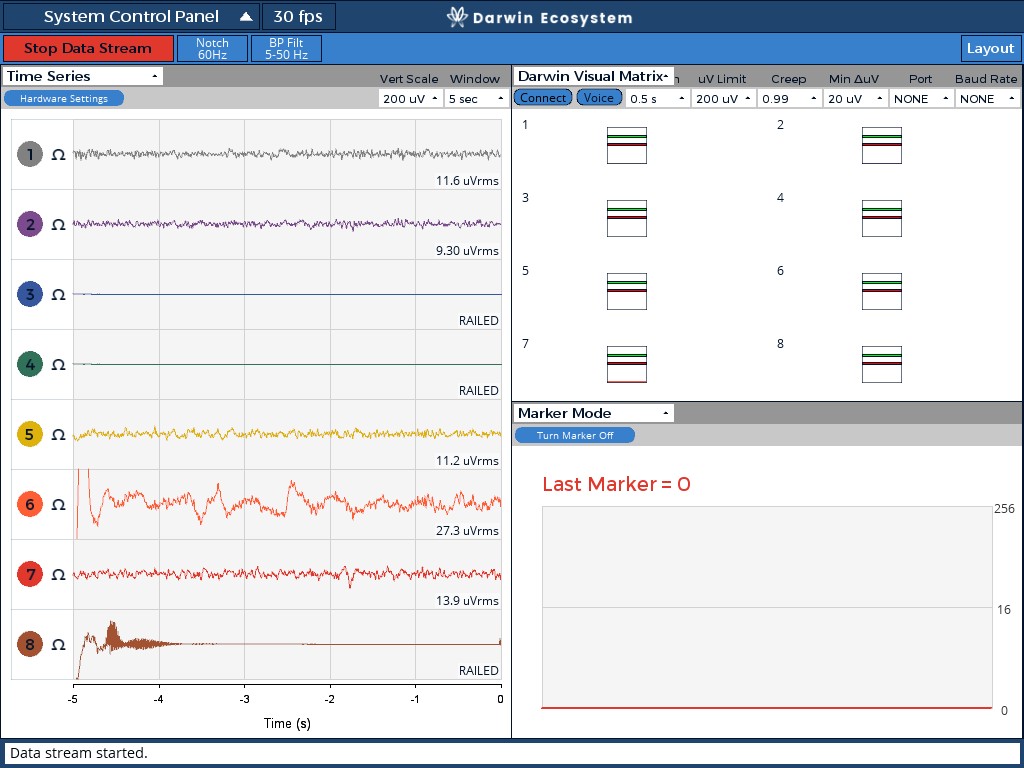 System Control Panel
30 fps
Darwin Ecosystem
Stop Data Stream
Notch
60Hz
BP Filt
5-50 Hz
Layout
Time Series
Vert Scale
Window
Hardware Settings
200 uV
5 sec
1 Ω
11.6 uVrms
2 Ω
9.30 uVrms
3 Ω
RAILED
4 Ω
RAILED
5 Ω
11.2 uVrms
6 Ω
27.3 uVrms
7 Ω
13.9 uVrms
8 Ω
RAILED
-5 -4 -3 -2 -1 0
Time (s)
Darwin Visual Matrix
uV Limit
Creep
Min ΔuV
Port
Baud Rate
Connect
Voice
0.5 s
200 uV
0.99
20 uV
NONE
NONE
1 2
3 4
5 6
7 8
Marker Mode
Turn Marker Off
Last Marker = 0
256
16
0
Data stream started.